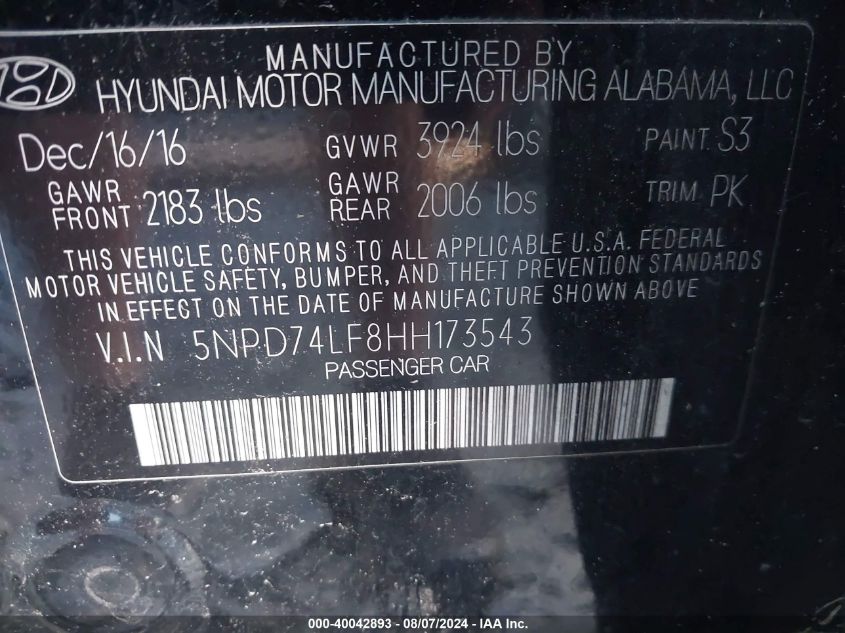 MANUFACTURED BY
HYUNDAI MOTOR MANUFACTURING ALABAMA, LLC
Dec/16/16 GVWR 3924 lbs PAINT S3
GAWR FRONT 2183 lbs GAWR REAR 2006 lbs TRIM PK
THIS VEHICLE CONFORMS TO ALL APPLICABLE U.S.A. FEDERAL
MOTOR VEHICLE SAFETY, BUMPER, AND THEFT PREVENTION STANDARDS
IN EFFECT ON THE DATE OF MANUFACTURE SHOWN ABOVE
V.I.N 5NPD74LF8HH173543
PASSENGER CAR
000-40042893 — 08/07/2024 — IAA Inc.